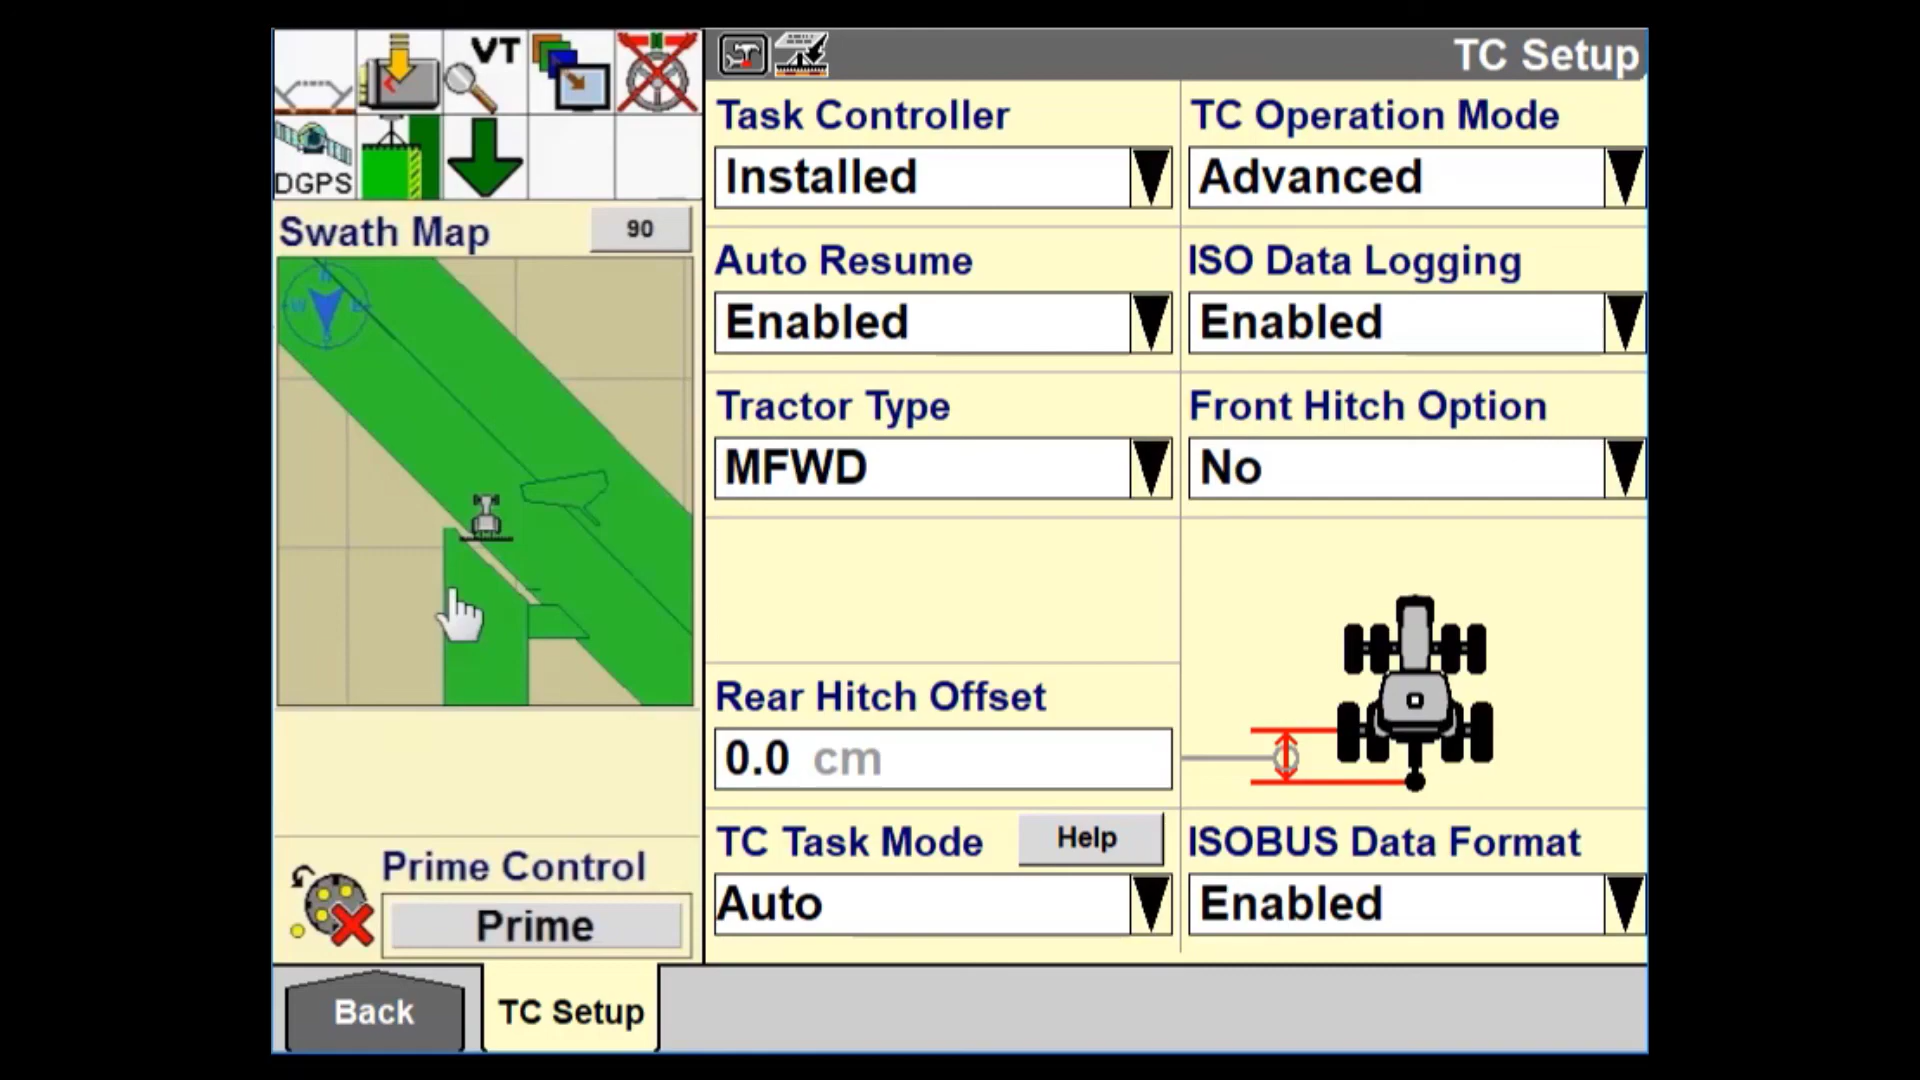 VT
DGPS
Swath Map
90
N
W
E
S
Prime Control
Prime
TC Setup
Task Controller
Installed
TC Operation Mode
Advanced
Auto Resume
Enabled
ISO Data Logging
Enabled
Tractor Type
MFWD
Front Hitch Option
No
Rear Hitch Offset
0.0 cm
TC Task Mode
Help
Auto
ISOBUS Data Format
Enabled
Back
TC Setup